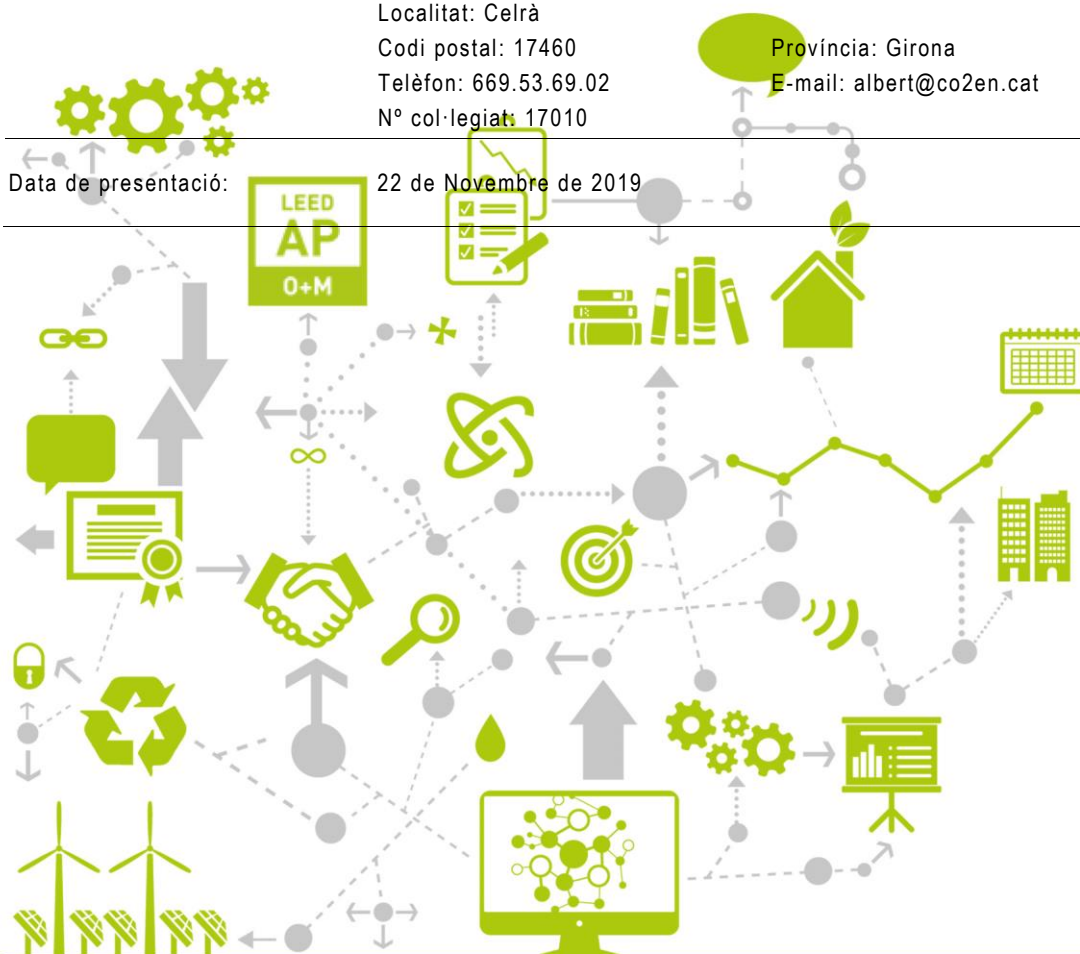 Localitat: Celrà
Codi postal: 17460 Província: Girona
Telèfon: 669.53.69.02 E-mail: albert@co2en.cat
Nº col·legiat: 17010
Data de presentació: 22 de Novembre de 2019
LEED
AP
O+M